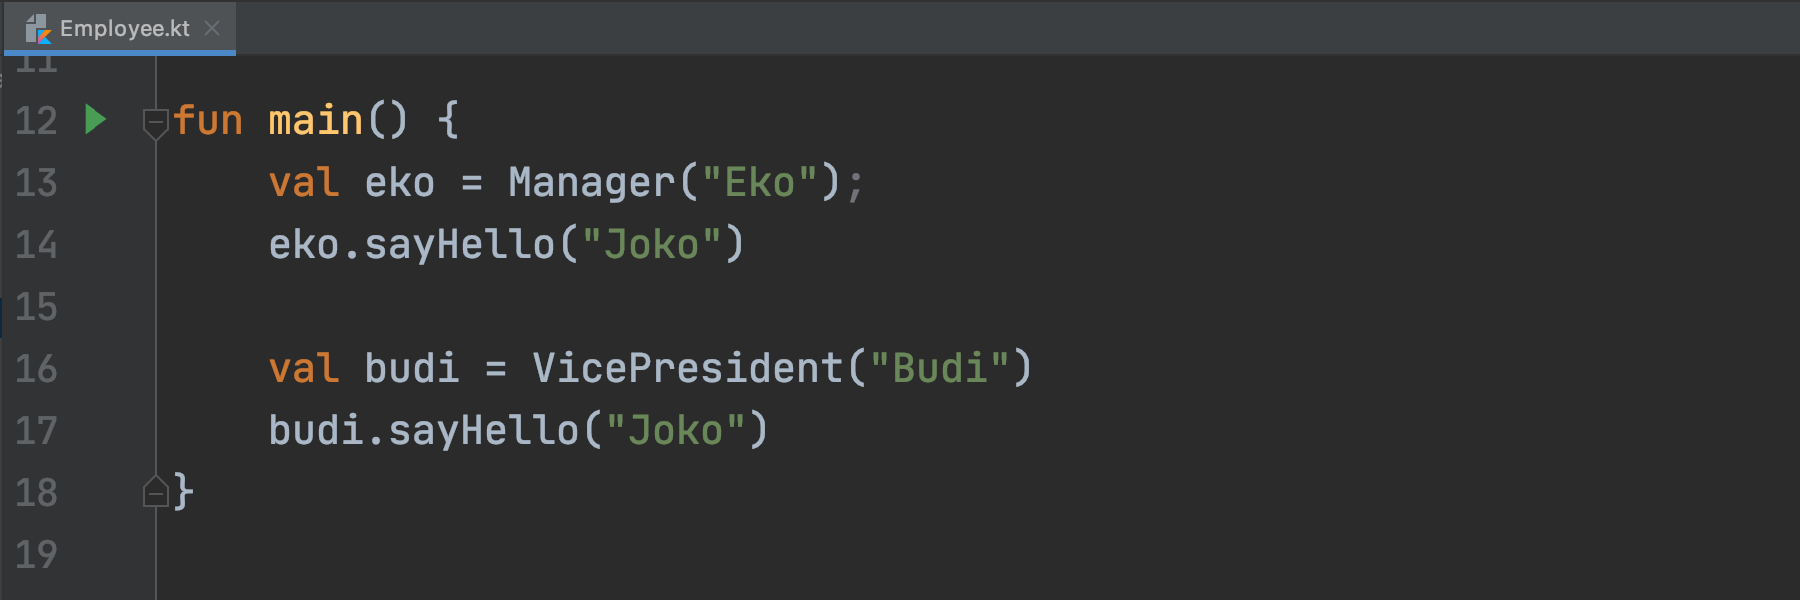 Employee.kt
11
12 fun main() {
13     val eko = Manager("Eko");
14     eko.sayHello("Joko")
15
16     val budi = VicePresident("Budi")
17     budi.sayHello("Joko")
18 }
19